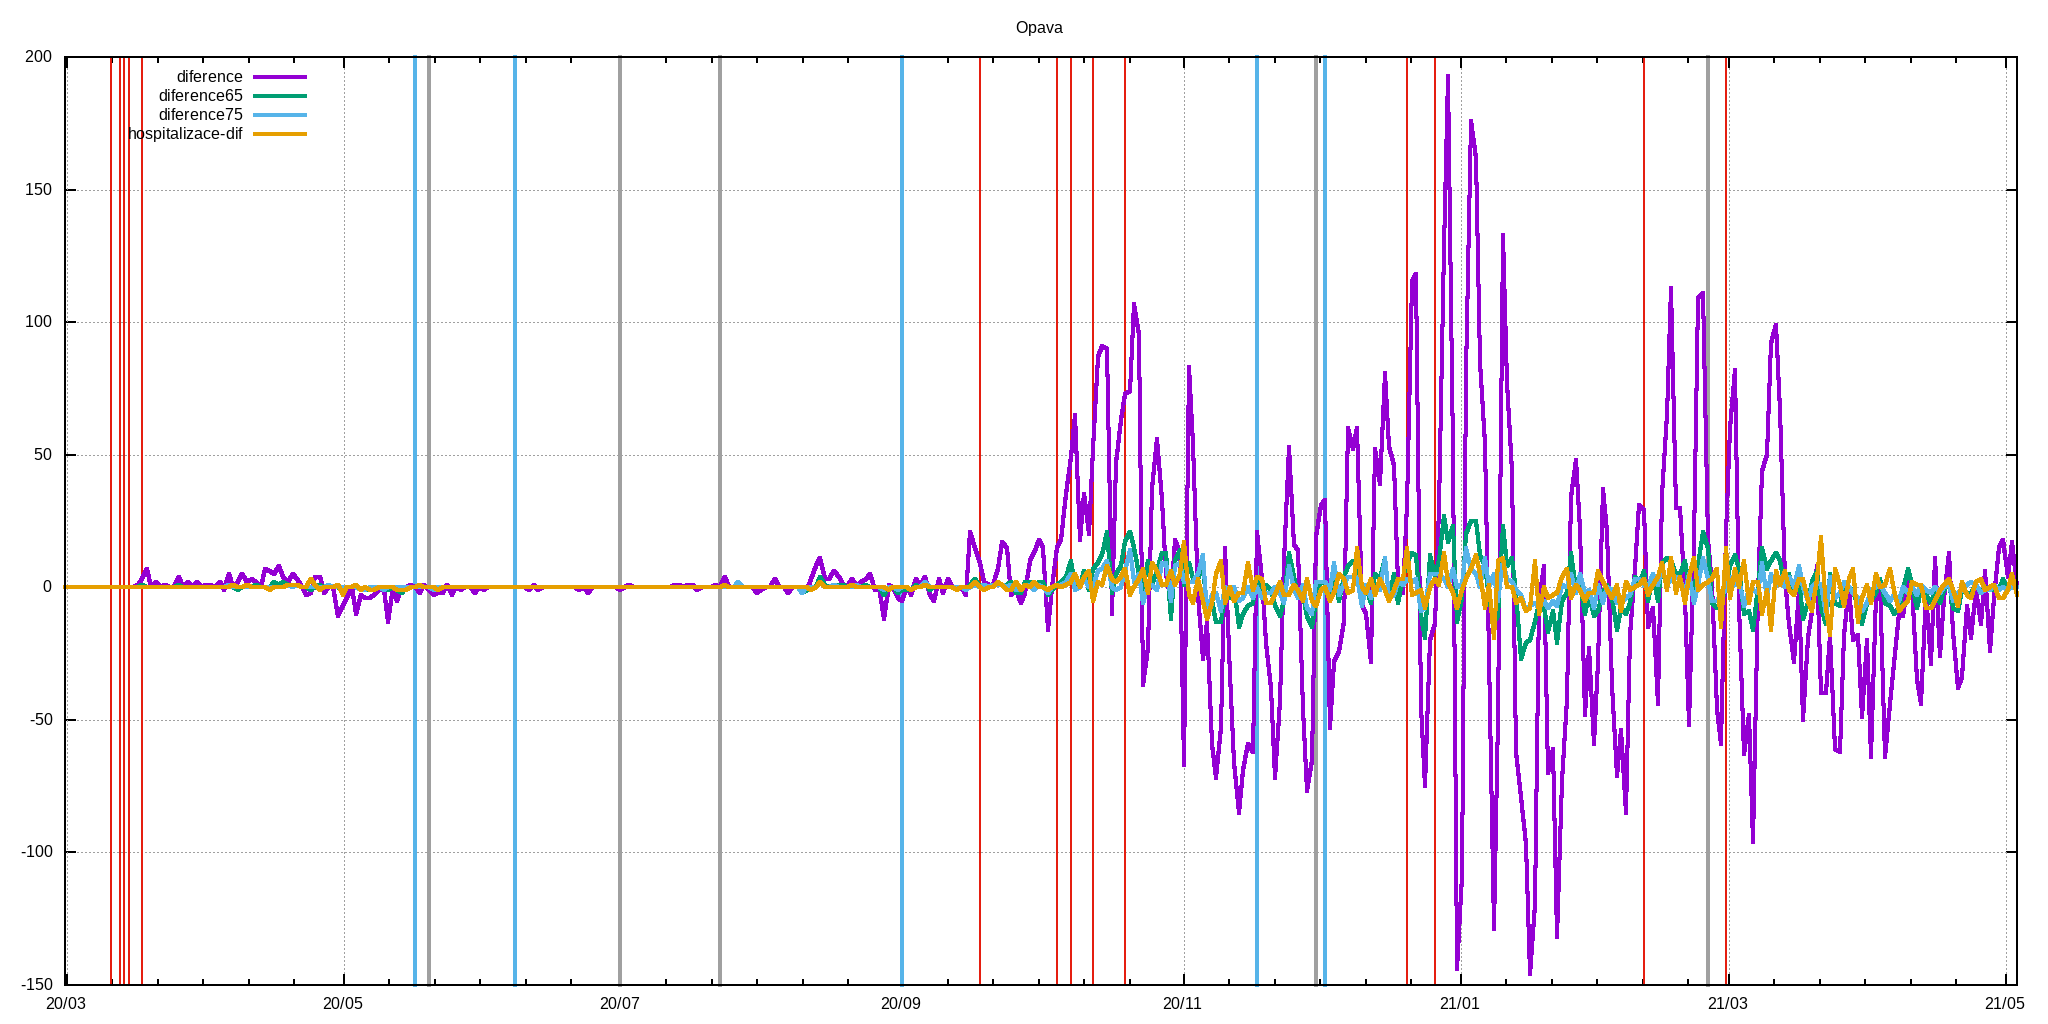 Opava
200
150
100
50
0
-50
-100
-150
diference
diference65
diference75
hospitalizace-dif
20/03 20/05 20/07 20/09 20/11 21/01 21/03 21/05